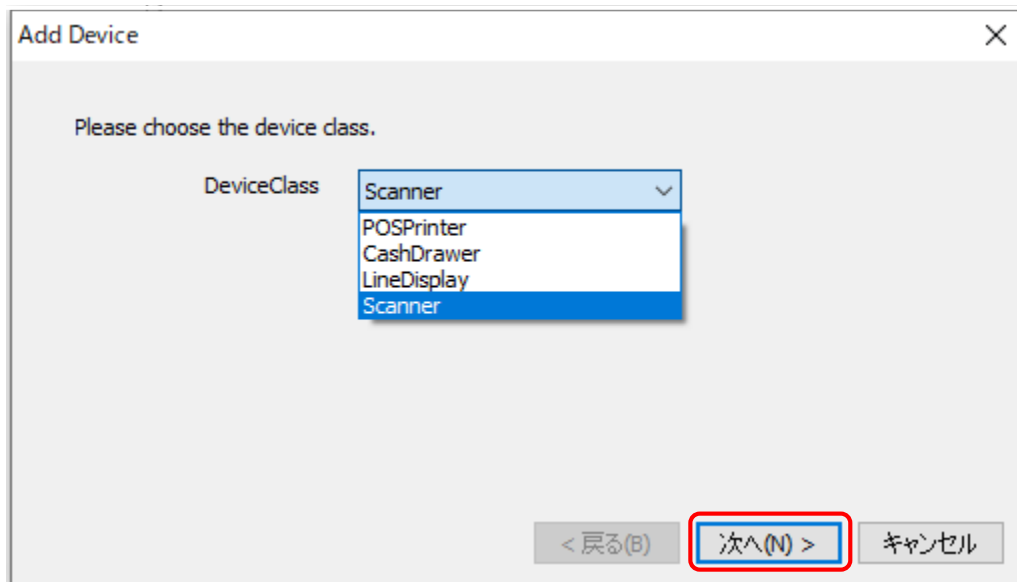 Add Device
Please choose the device class.
DeviceClass
Scanner
POSPrinter
CashDrawer
LineDisplay
Scanner
< 戻る(B)
次へ(N) >
キャンセル